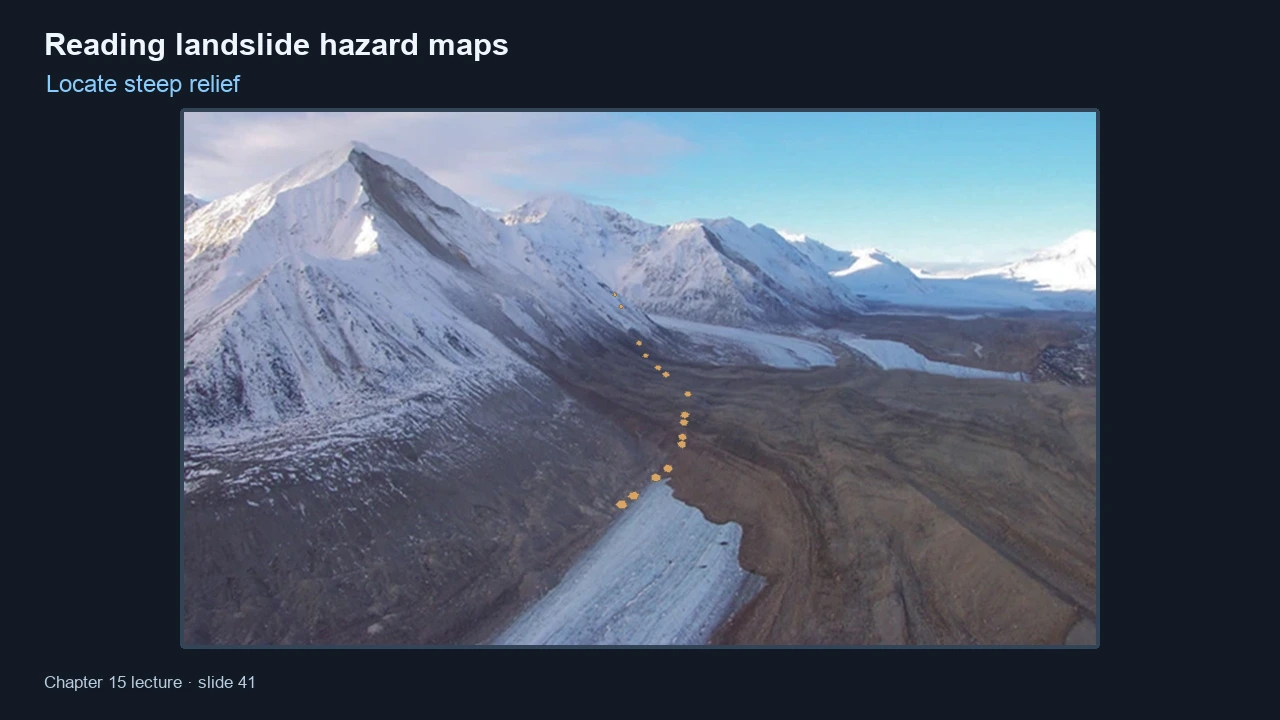 Reading landslide hazard maps
Locate steep relief
Chapter 15 lecture · slide 41